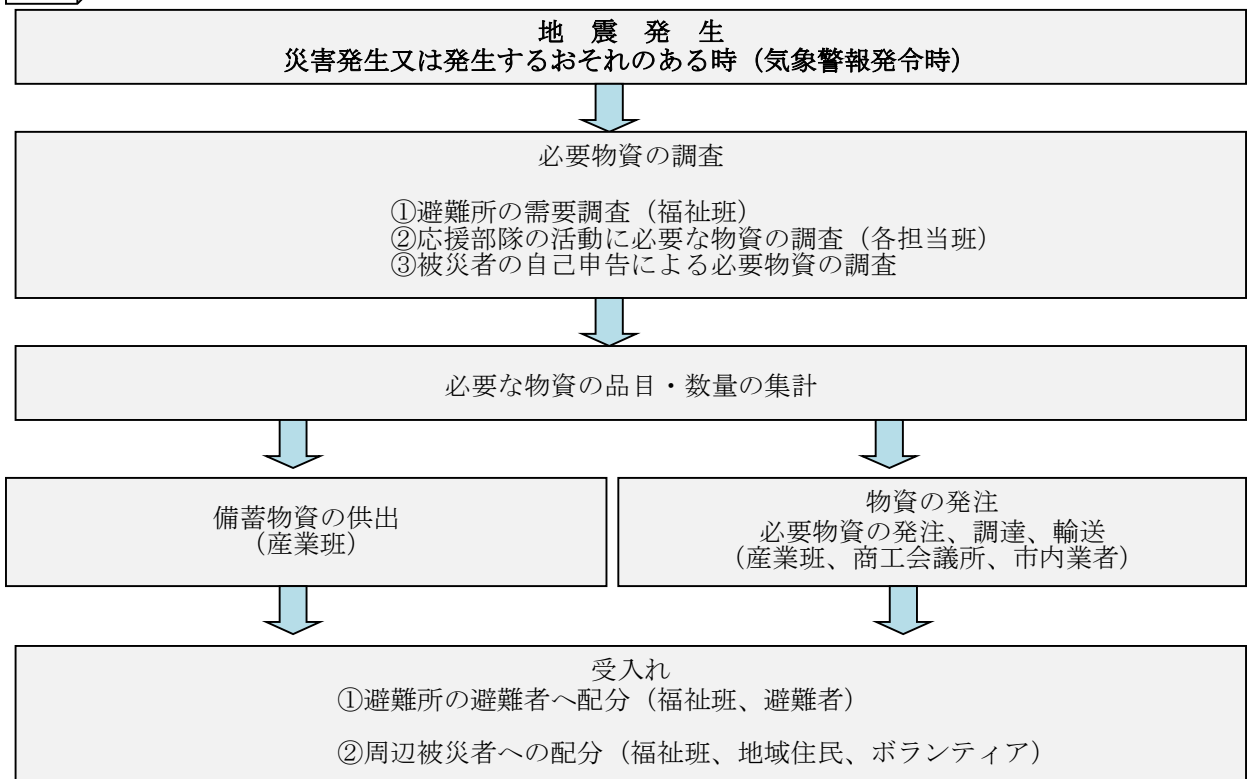 地 震 発 生
災害発生又は発生するおそれのある時（気象警報発令時）
必要物資の調査
①避難所の需要調査（福祉班）
②応援部隊の活動に必要な物資の調査（各担当班）
③被災者の自己申告による必要物資の調査
必要な物資の品目・数量の集計
備蓄物資の供出
（産業班）
物資の発注
必要物資の発注、調達、輸送
（産業班、商工会議所、市内業者）
受入れ
①避難所の避難者へ配分（福祉班、避難者）
②周辺被災者への配分（福祉班、地域住民、ボランティア）